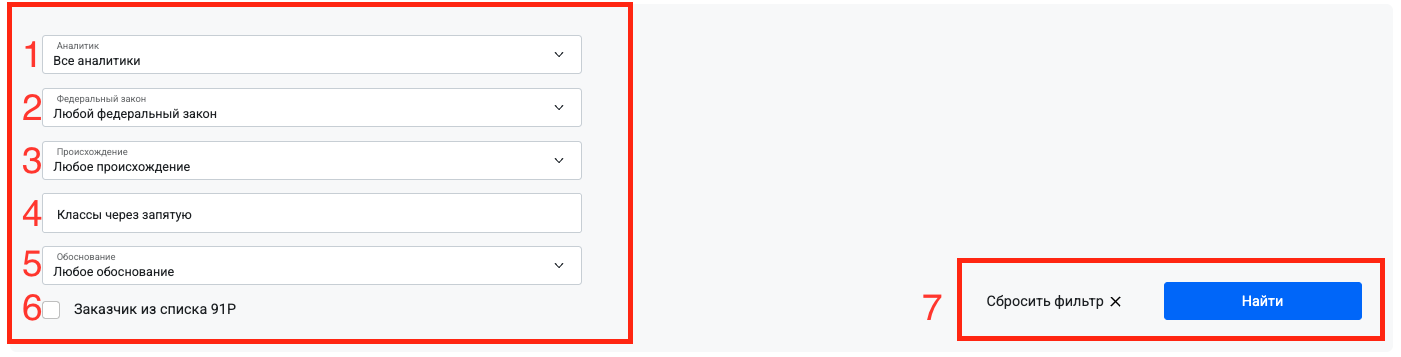 1
Аналитик
Все аналитики
2
Федеральный закон
Любой федеральный закон
3
Происхождение
Любое происхождение
4
Классы через запятую
5
Обоснование
Любое обоснование
6
Заказчик из списка 91Р
7
Сбросить фильтр ✕
Найти